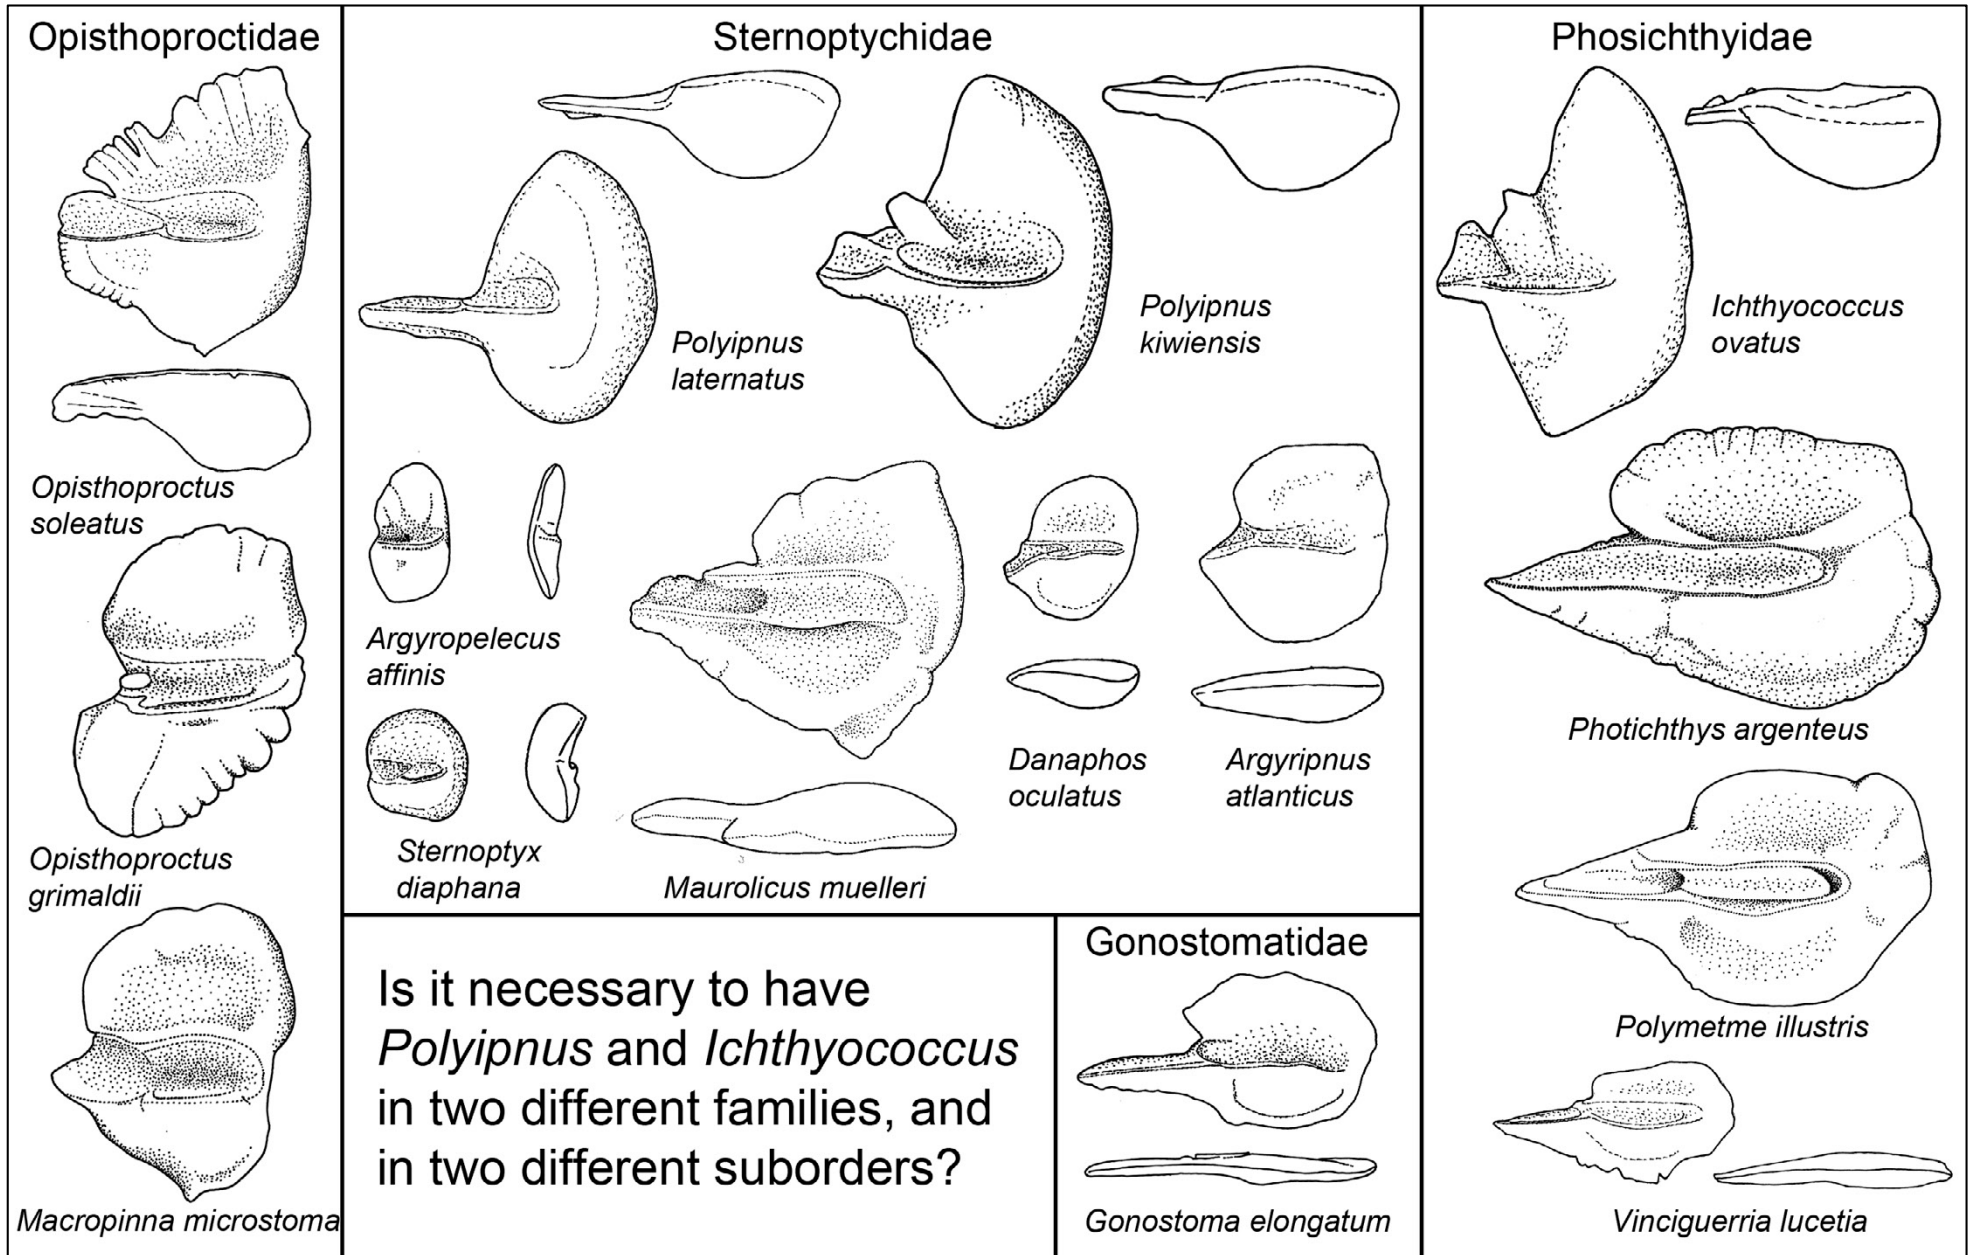 Opisthoproctidae
Opisthoproctus
soleatus
Opisthoproctus
grimaldii
Macropinna microstoma
Sternoptychidae
Polyipnus
laternatus
Polyipnus
kiwiensis
Argyropelecus
affinis
Sternoptyx
diaphana
Maurolicus muelleri
Danaphos
oculatus
Argyripnus
atlanticus
Is it necessary to have
Polyipnus and Ichthyococcus
in two different families, and
in two different suborders?
Gonostomatidae
Gonostoma elongatum
Phosichthyidae
Ichthyococcus
ovatus
Photichthys argenteus
Polymetme illustris
Vinciguerria lucetia